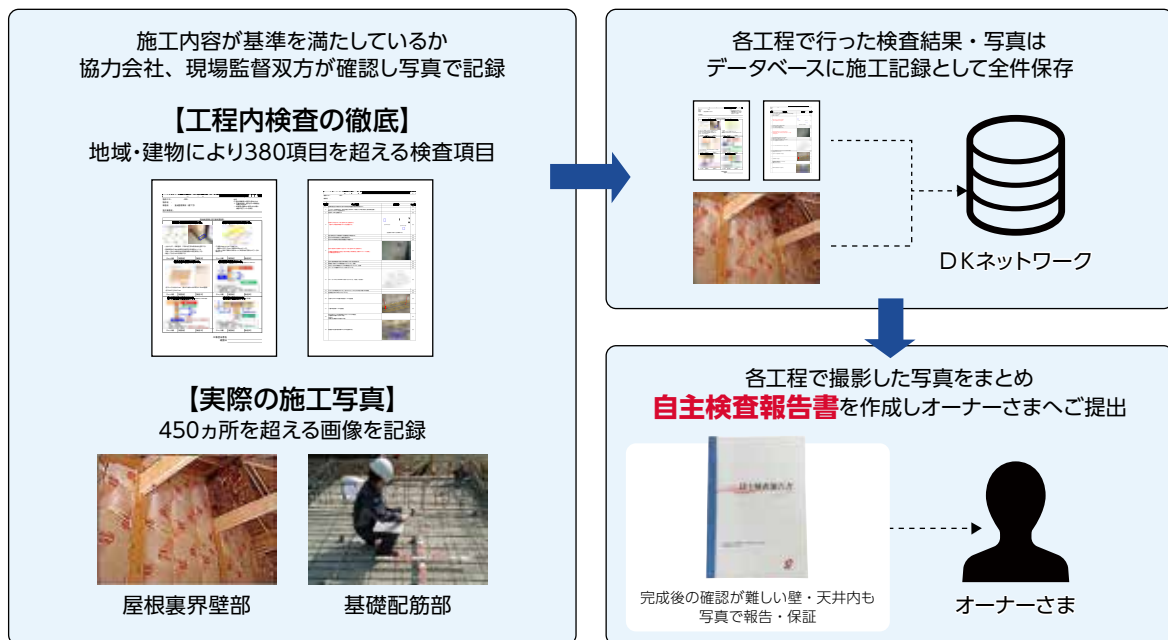 施工内容が基準を満たしているか
協力会社、現場監督双方が確認し写真で記録
【工程内検査の徹底】
地域・建物により380項目を超える検査項目
【実際の施工写真】
450ヵ所を超える画像を記録
屋根裏界壁部
基礎配筋部
各工程で行った検査結果・写真は
データベースに施工記録として全件保存
DKネットワーク
各工程で撮影した写真をまとめ
自主検査報告書を作成しオーナーさまへご提出
自主検査報告書
完成後の確認が難しい壁・天井内も
写真で報告・保証
オーナーさま